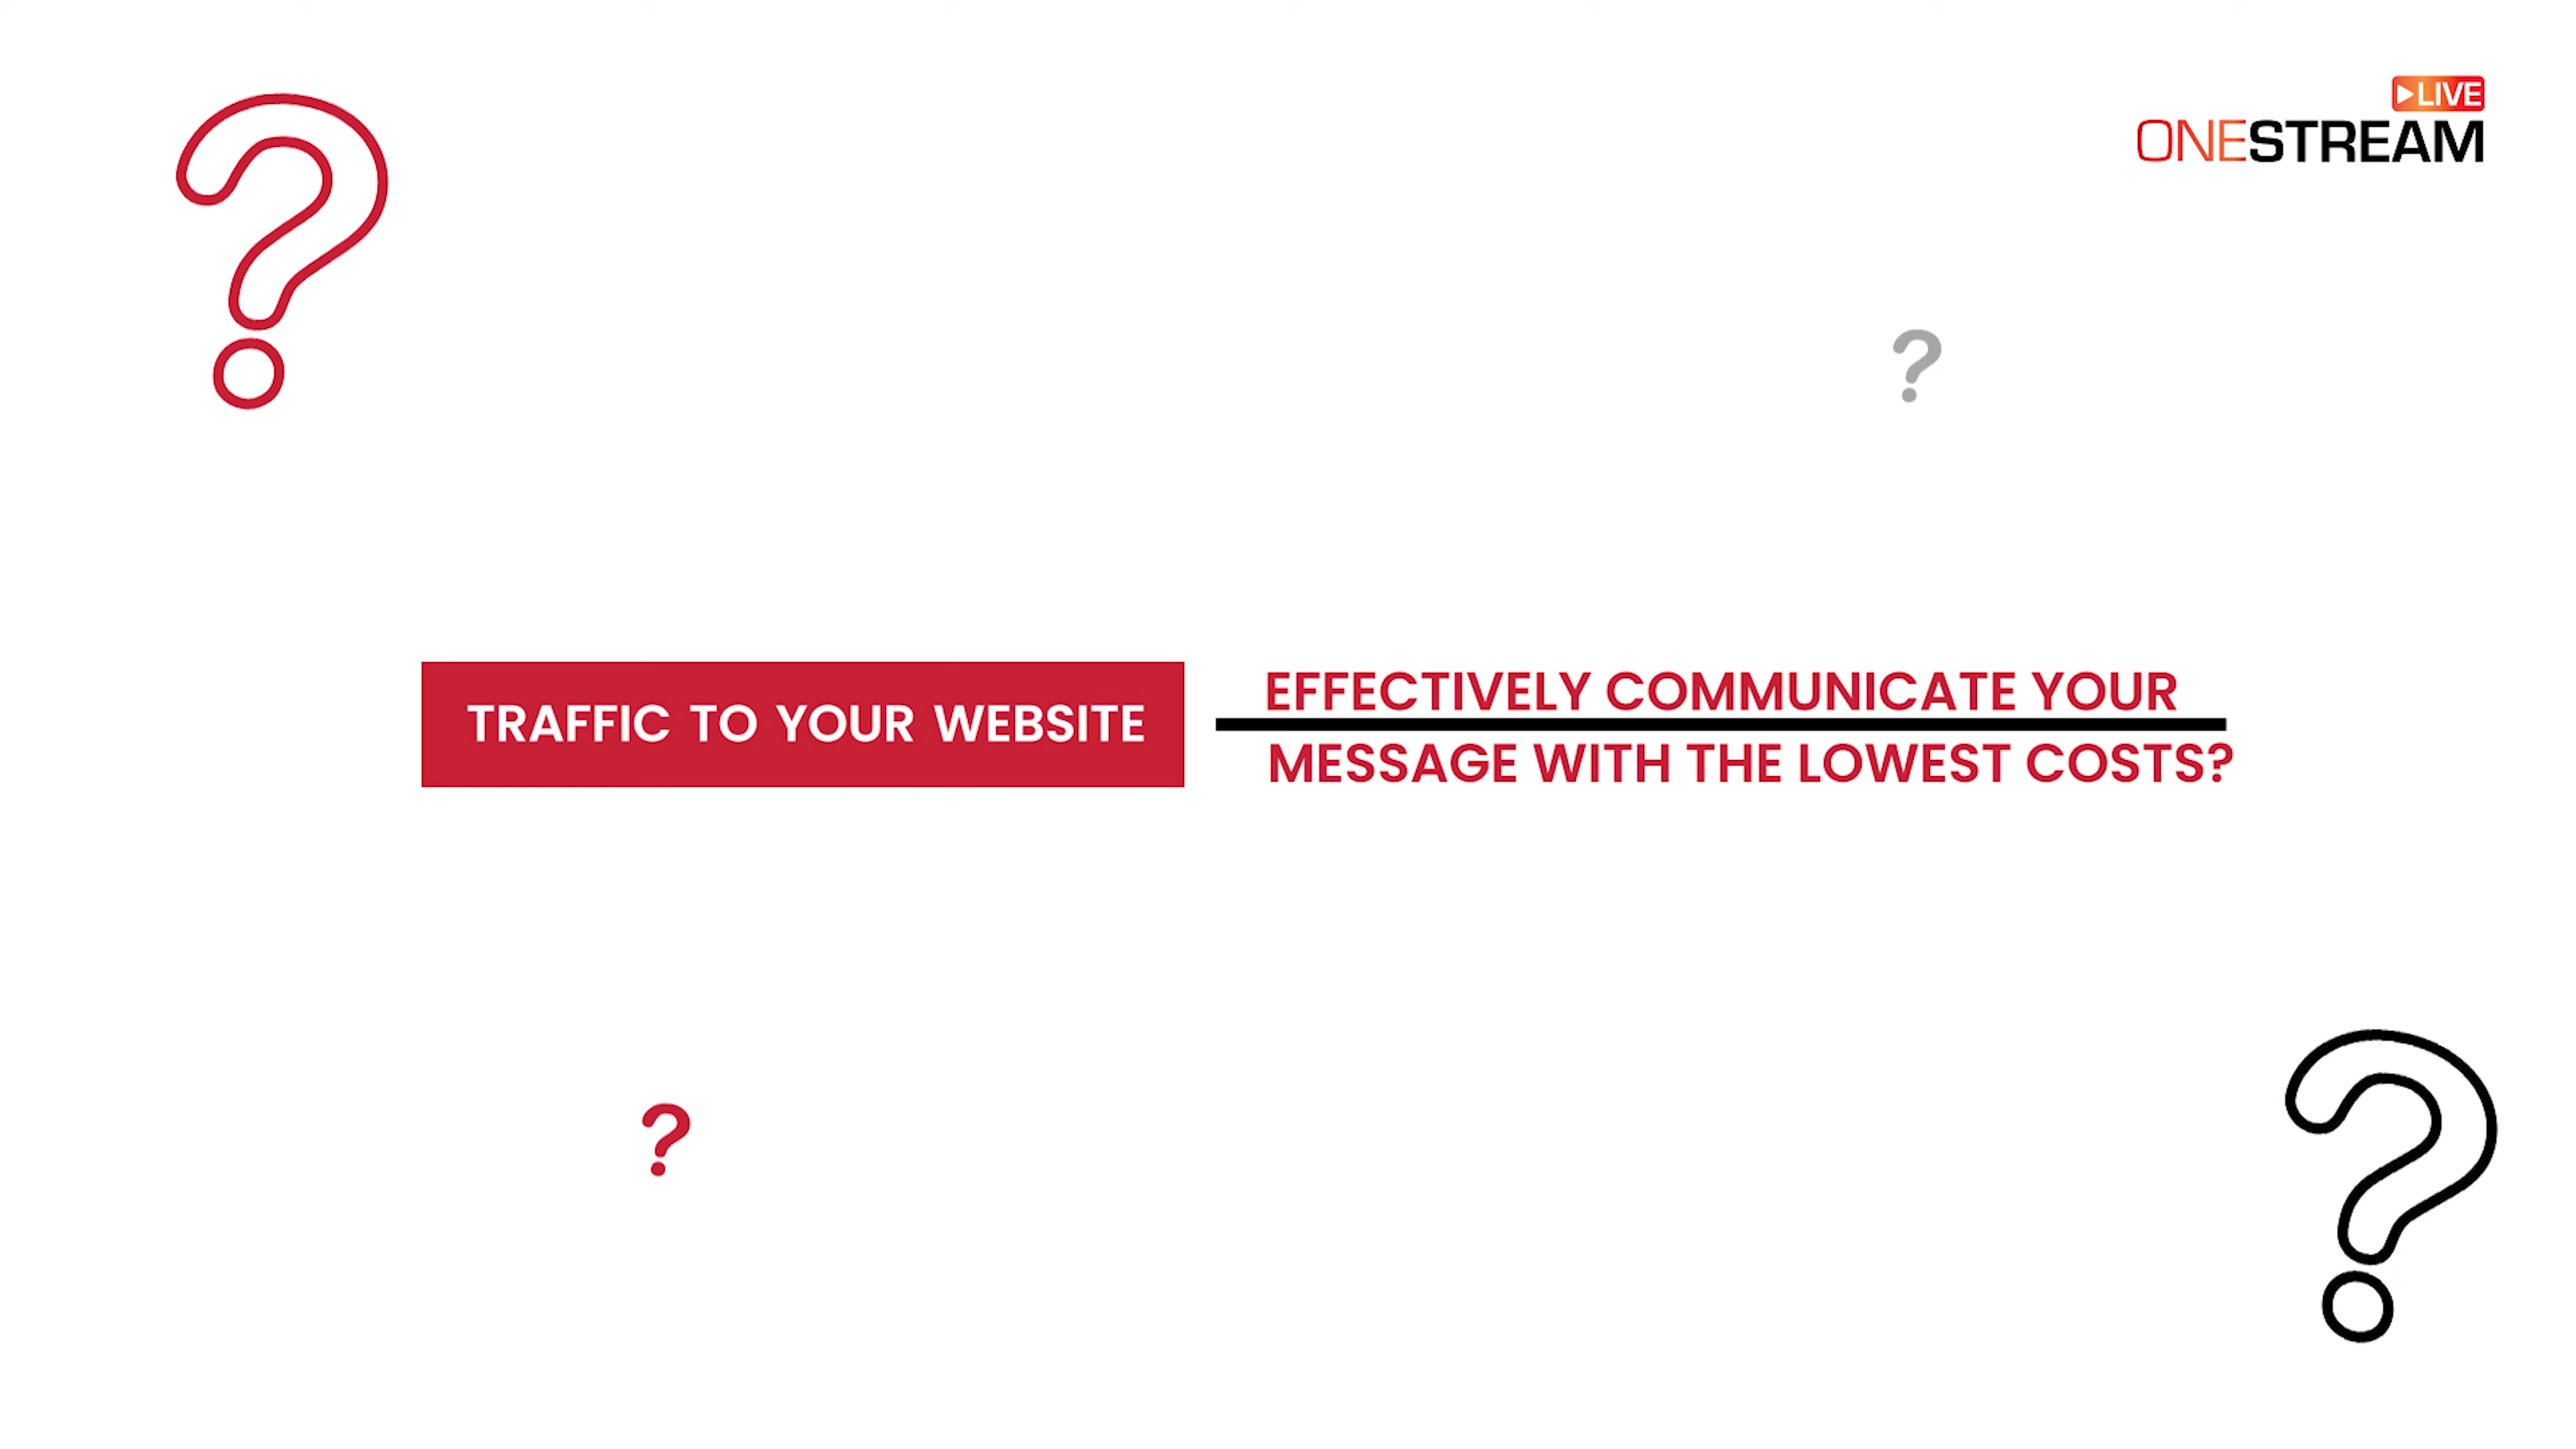 LIVE
ONESTREAM
?
?
TRAFFIC TO YOUR WEBSITE
EFFECTIVELY COMMUNICATE YOUR
MESSAGE WITH THE LOWEST COSTS?
?
?